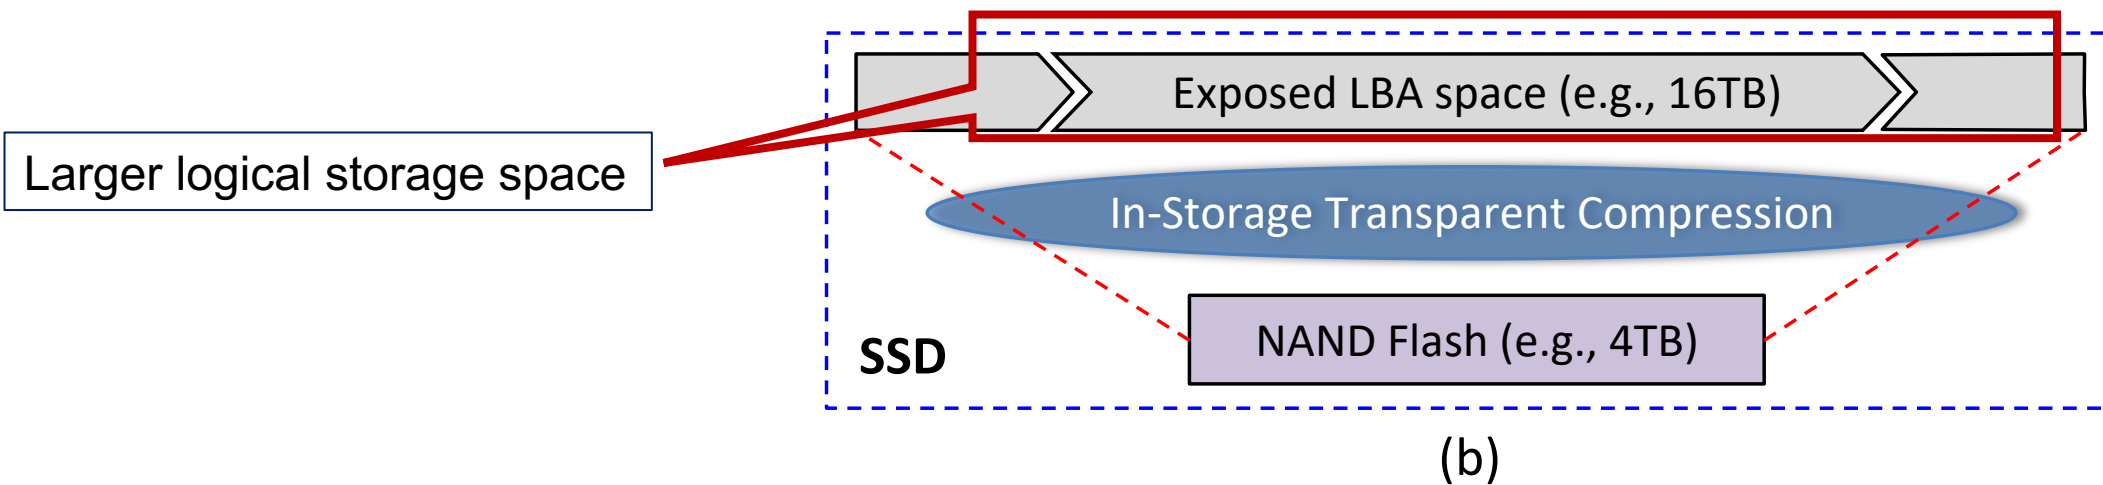 Exposed LBA space (e.g., 16TB)
Larger logical storage space
In-Storage Transparent Compression
NAND Flash (e.g., 4TB)
SSD
(b)